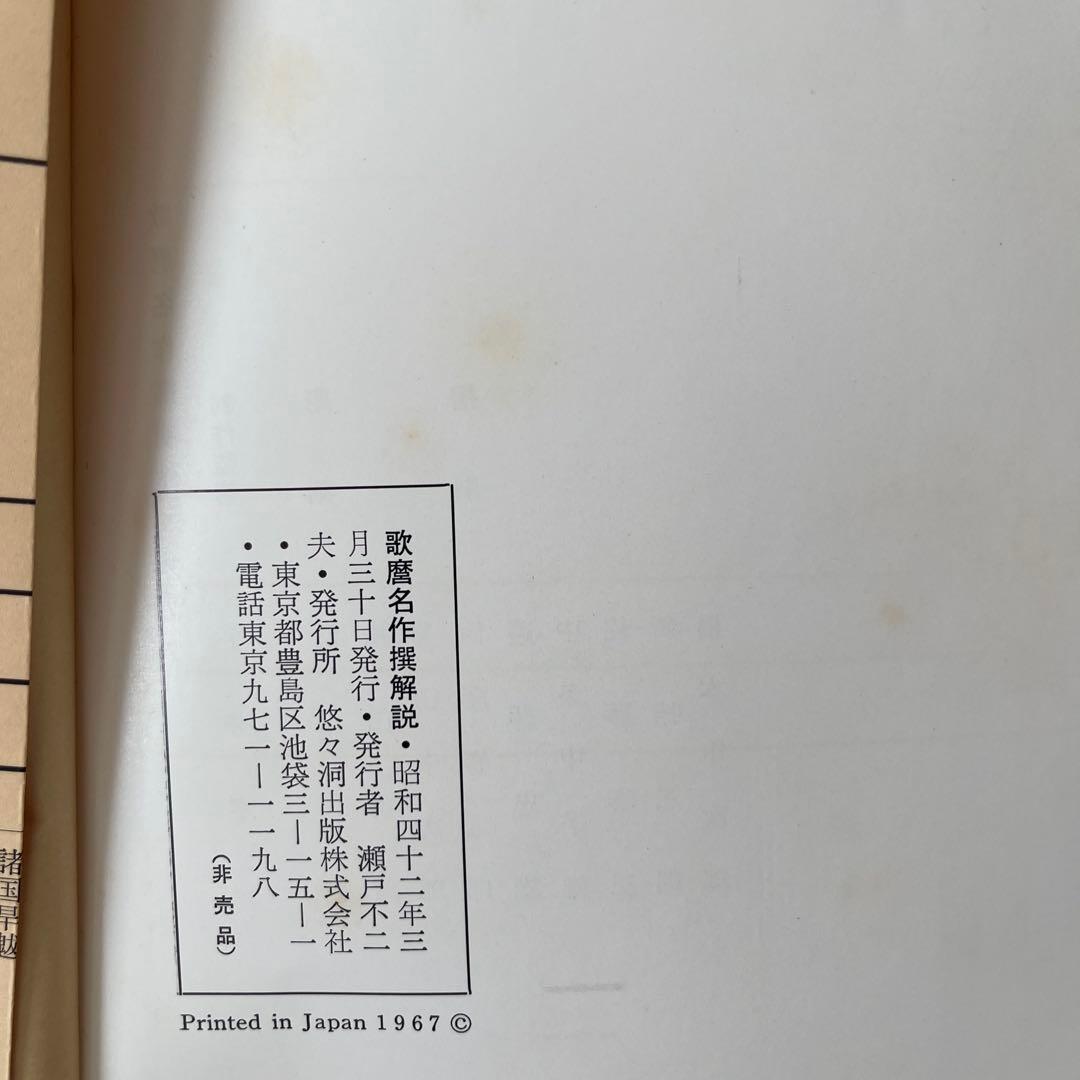 歌麿名作撰解説・昭和四十二年三
月三十日発行・発行者　瀬戸不二
夫・発行所　悠々洞出版株式会社
・東京都豊島区池袋三―一五―一
・電話東京九七一―一一九八
（非売品）
Printed in Japan 1967 ©
諸国